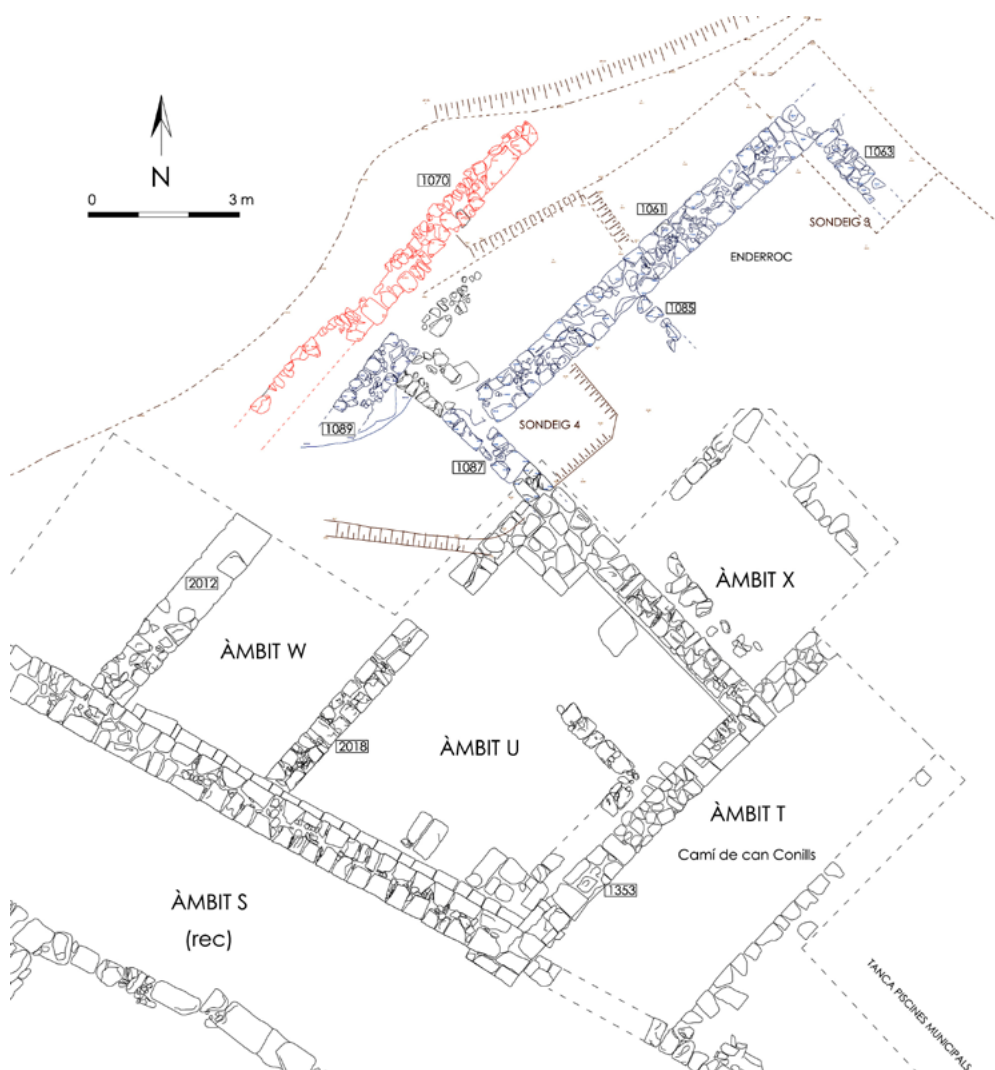 1070
1063
1061
N
0 3 m
SONDEIG 3
ENDERROC
1085
SONDEIG 4
1089
1087
2012
ÀMBIT X
ÀMBIT W
2018
ÀMBIT U
ÀMBIT T
Camí de can Conills
1353
ÀMBIT S
(rec)
TANCA PISCINES MUNICIPALS